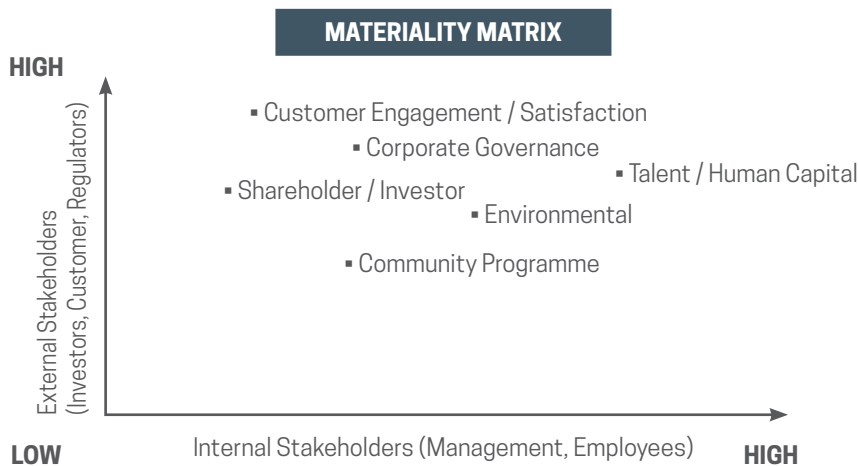 MATERIALITY MATRIX
HIGH
▪ Customer Engagement / Satisfaction
▪ Corporate Governance
▪ Talent / Human Capital
▪ Shareholder / Investor
▪ Environmental
▪ Community Programme
External Stakeholders
(Investors, Customer, Regulators)
LOW
Internal Stakeholders (Management, Employees)
HIGH